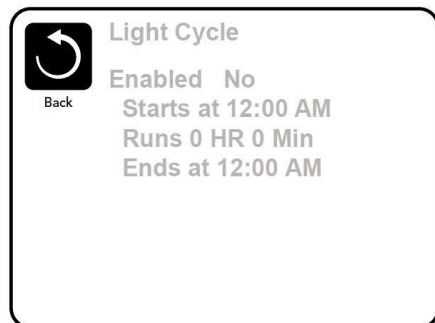 Light Cycle
Enabled No
Back
Starts at 12:00 AM
Runs 0 HR 0 Min
Ends at 12:00 AM